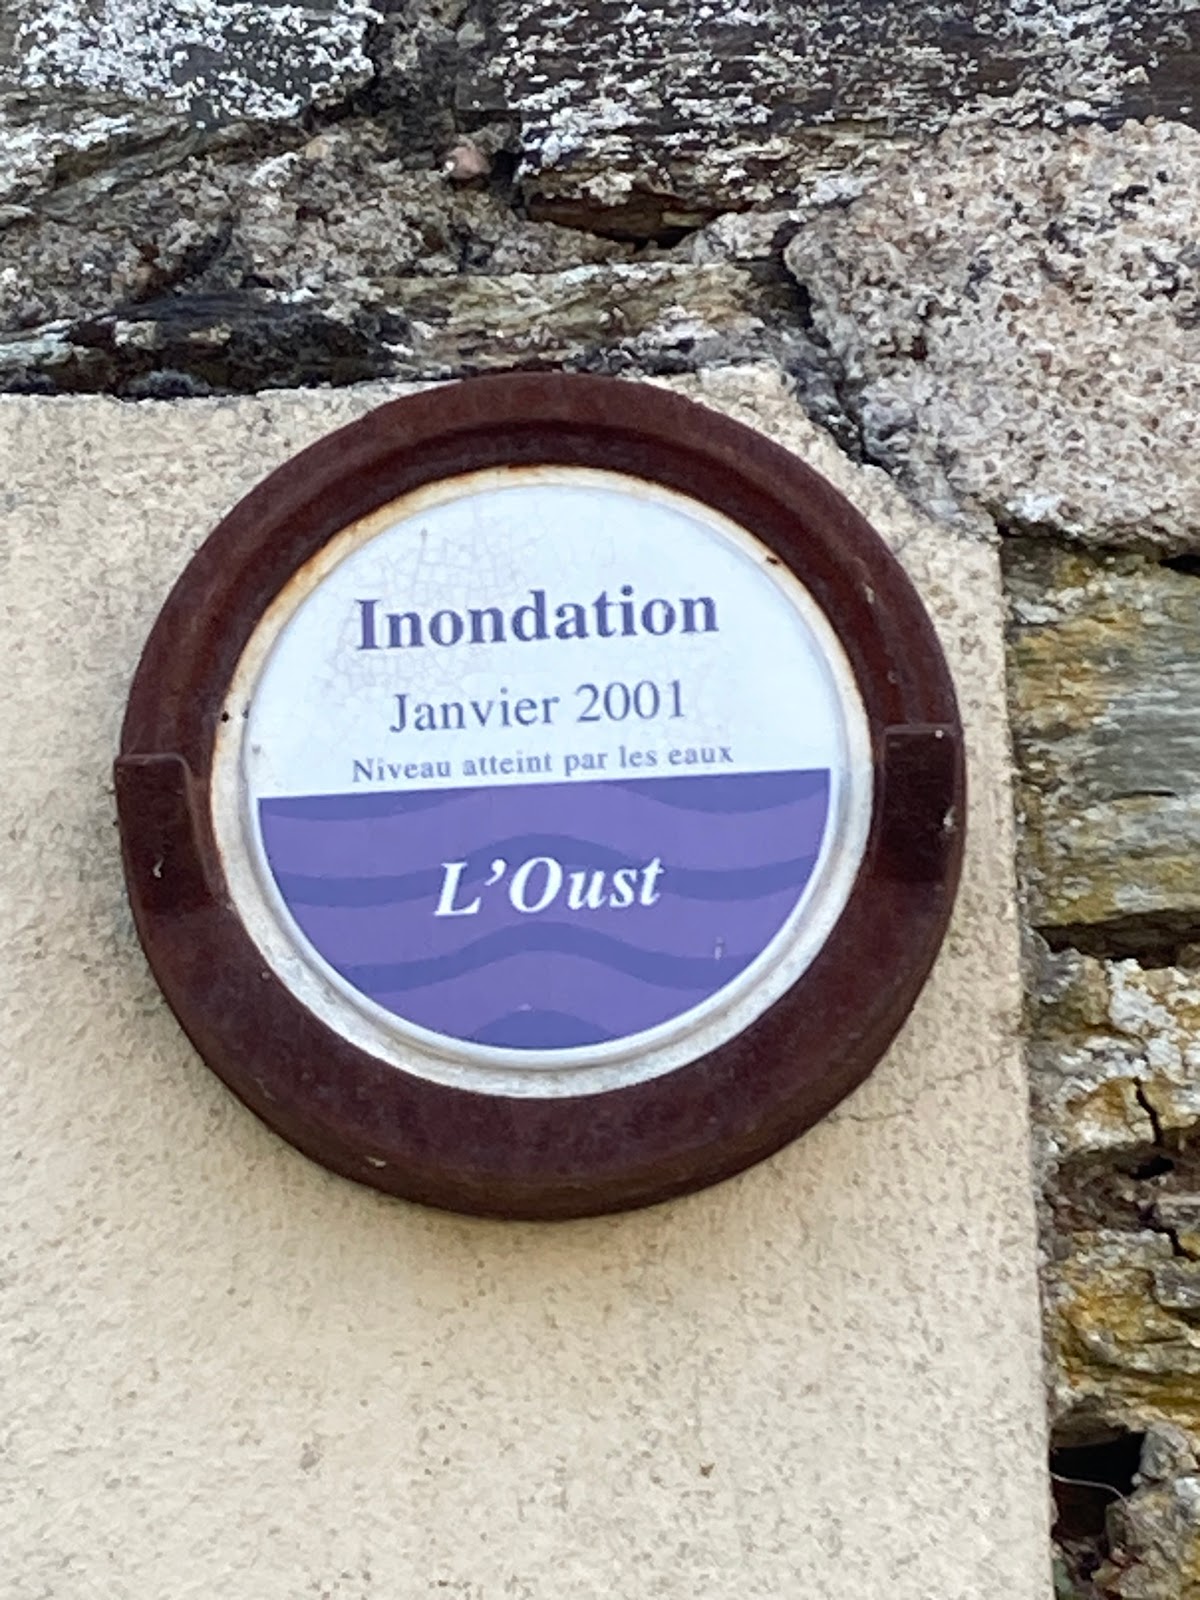 Inondation
Janvier 2001
Niveau atteint par les eaux
L'Oust